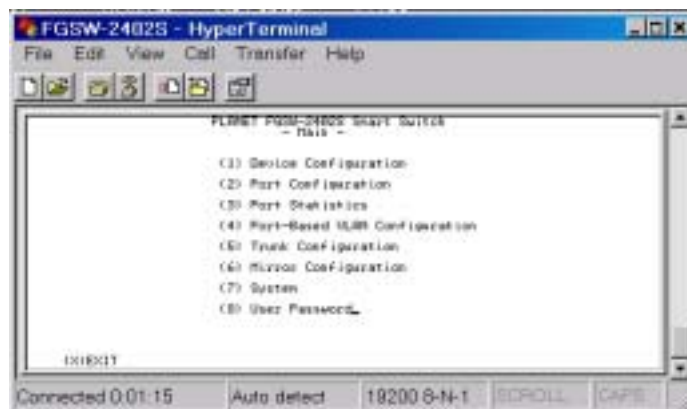 FGSW-2402S - HyperTerminal
File Edit View Call Transfer Help
PLANET FGSW-2402S Smart Switch
- Main -
(1) Device Configuration
(2) Port Configuration
(3) Port Statistics
(4) Port-Based VLAN Configuration
(5) Trunk Configuration
(6) Mirror Configuration
(7) System
(8) User Password_
(X)EXIT
Connected 0:01:15 Auto detect 19200 8-N-1 SCROLL CAPS